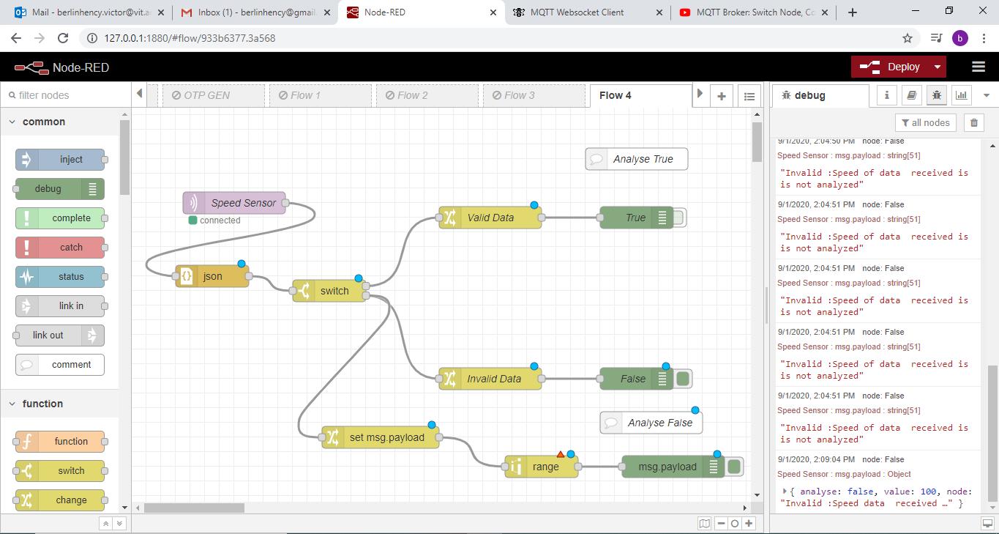 Mail - berlinhency.victor@vit.a
Inbox (1) - berlinhency@gmail.
Node-RED
MQTT Websocket Client
MQTT Broker: Switch Node, Co
127.0.0.1:1880/#flow/933b6377.3a568
b
Node-RED
Deploy
filter nodes
OTP GEN
Flow 1
Flow 2
Flow 3
Flow 4
debug
all nodes
common
inject
debug
complete
catch
status
link in
link out
comment
function
function
switch
change
Analyse True
Speed Sensor
connected
Valid Data
True
json
switch
Invalid Data
False
Analyse False
set msg.payload
range
msg.payload
9/1/2020, 2:04:50 PM node: False
Speed Sensor : msg.payload : string[51]
"Invalid :Speed of data received is
is not analyzed"
9/1/2020, 2:04:51 PM node: False
Speed Sensor : msg.payload : string[51]
"Invalid :Speed of data received is
is not analyzed"
9/1/2020, 2:04:51 PM node: False
Speed Sensor : msg.payload : string[51]
"Invalid :Speed of data received is
is not analyzed"
9/1/2020, 2:04:51 PM node: False
Speed Sensor : msg.payload : string[51]
"Invalid :Speed of data received is
is not analyzed"
9/1/2020, 2:04:51 PM node: False
Speed Sensor : msg.payload : string[51]
"Invalid :Speed of data received is
is not analyzed"
9/1/2020, 2:09:04 PM node: False
Speed Sensor : msg.payload : Object
{ analyse: false, value: 100, node:
"Invalid :Speed data received …" }